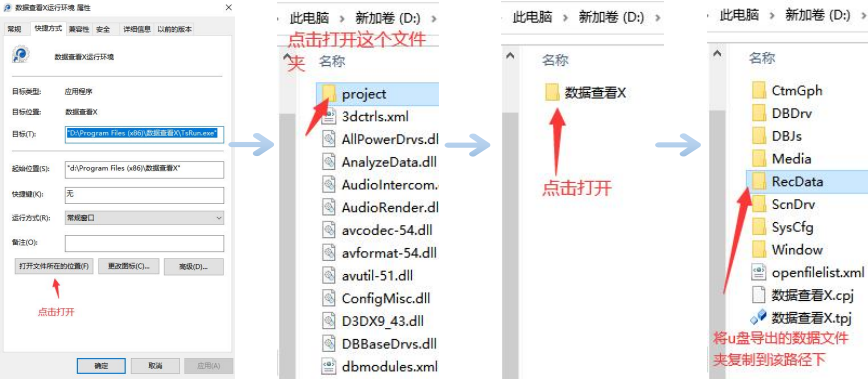 数据查看X运行环境 属性
常规 快捷方式 兼容性 安全 详细信息 以前的版本
数据查看X运行环境
目标类型: 应用程序
目标位置: 数据查看X
目标(T): "D:\Program Files (x86)\数据查看X\TsRun.exe"
起始位置(S): "d:\Program Files (x86)\数据查看X"
快捷键(K): 无
运行方式(R): 常规窗口
备注(O):
打开文件所在的位置(F) 更改图标(C)... 高级(D)...
点击打开
确定 取消 应用(A)
此电脑 > 新加卷 (D:) >
点击打开这个文件
夹
名称
project
3dctrls.xml
AllPowerDrvs.dl
AnalyzeData.dll
AudioIntercom.
AudioRender.dl
avcodec-54.dll
avformat-54.dll
avutil-51.dll
ConfigMisc.dll
D3DX9_43.dll
DBBaseDrvs.dll
dbmodules.xml
此电脑 > 新加卷 (D:) >
名称
数据查看X
点击打开
此电脑 > 新加卷 (D:) >
名称
CtmGph
DBDrv
DBJs
Media
RecData
ScnDrv
SysCfg
Window
openfilelist.xml
数据查看X.cpj
数据查看X.tpj
将u盘导出的数据文件
夹复制到该路径下